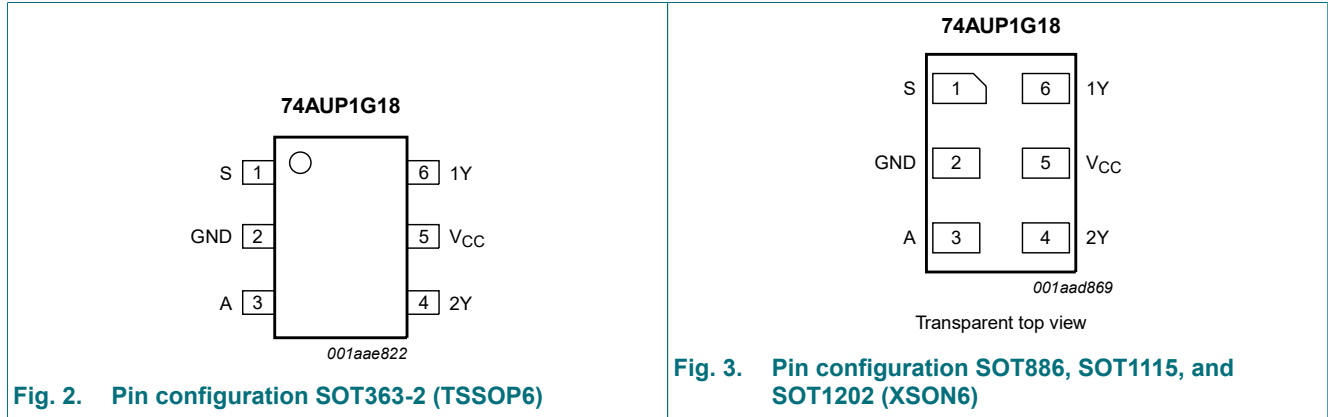 74AUP1G18
S 1 6 1Y
GND 2 5 VCC
A 3 4 2Y
001aae822
Fig. 2. Pin configuration SOT363-2 (TSSOP6)
74AUP1G18
S 1 6 1Y
GND 2 5 VCC
A 3 4 2Y
001aad869
Transparent top view
Fig. 3. Pin configuration SOT886, SOT1115, and
SOT1202 (XSON6)